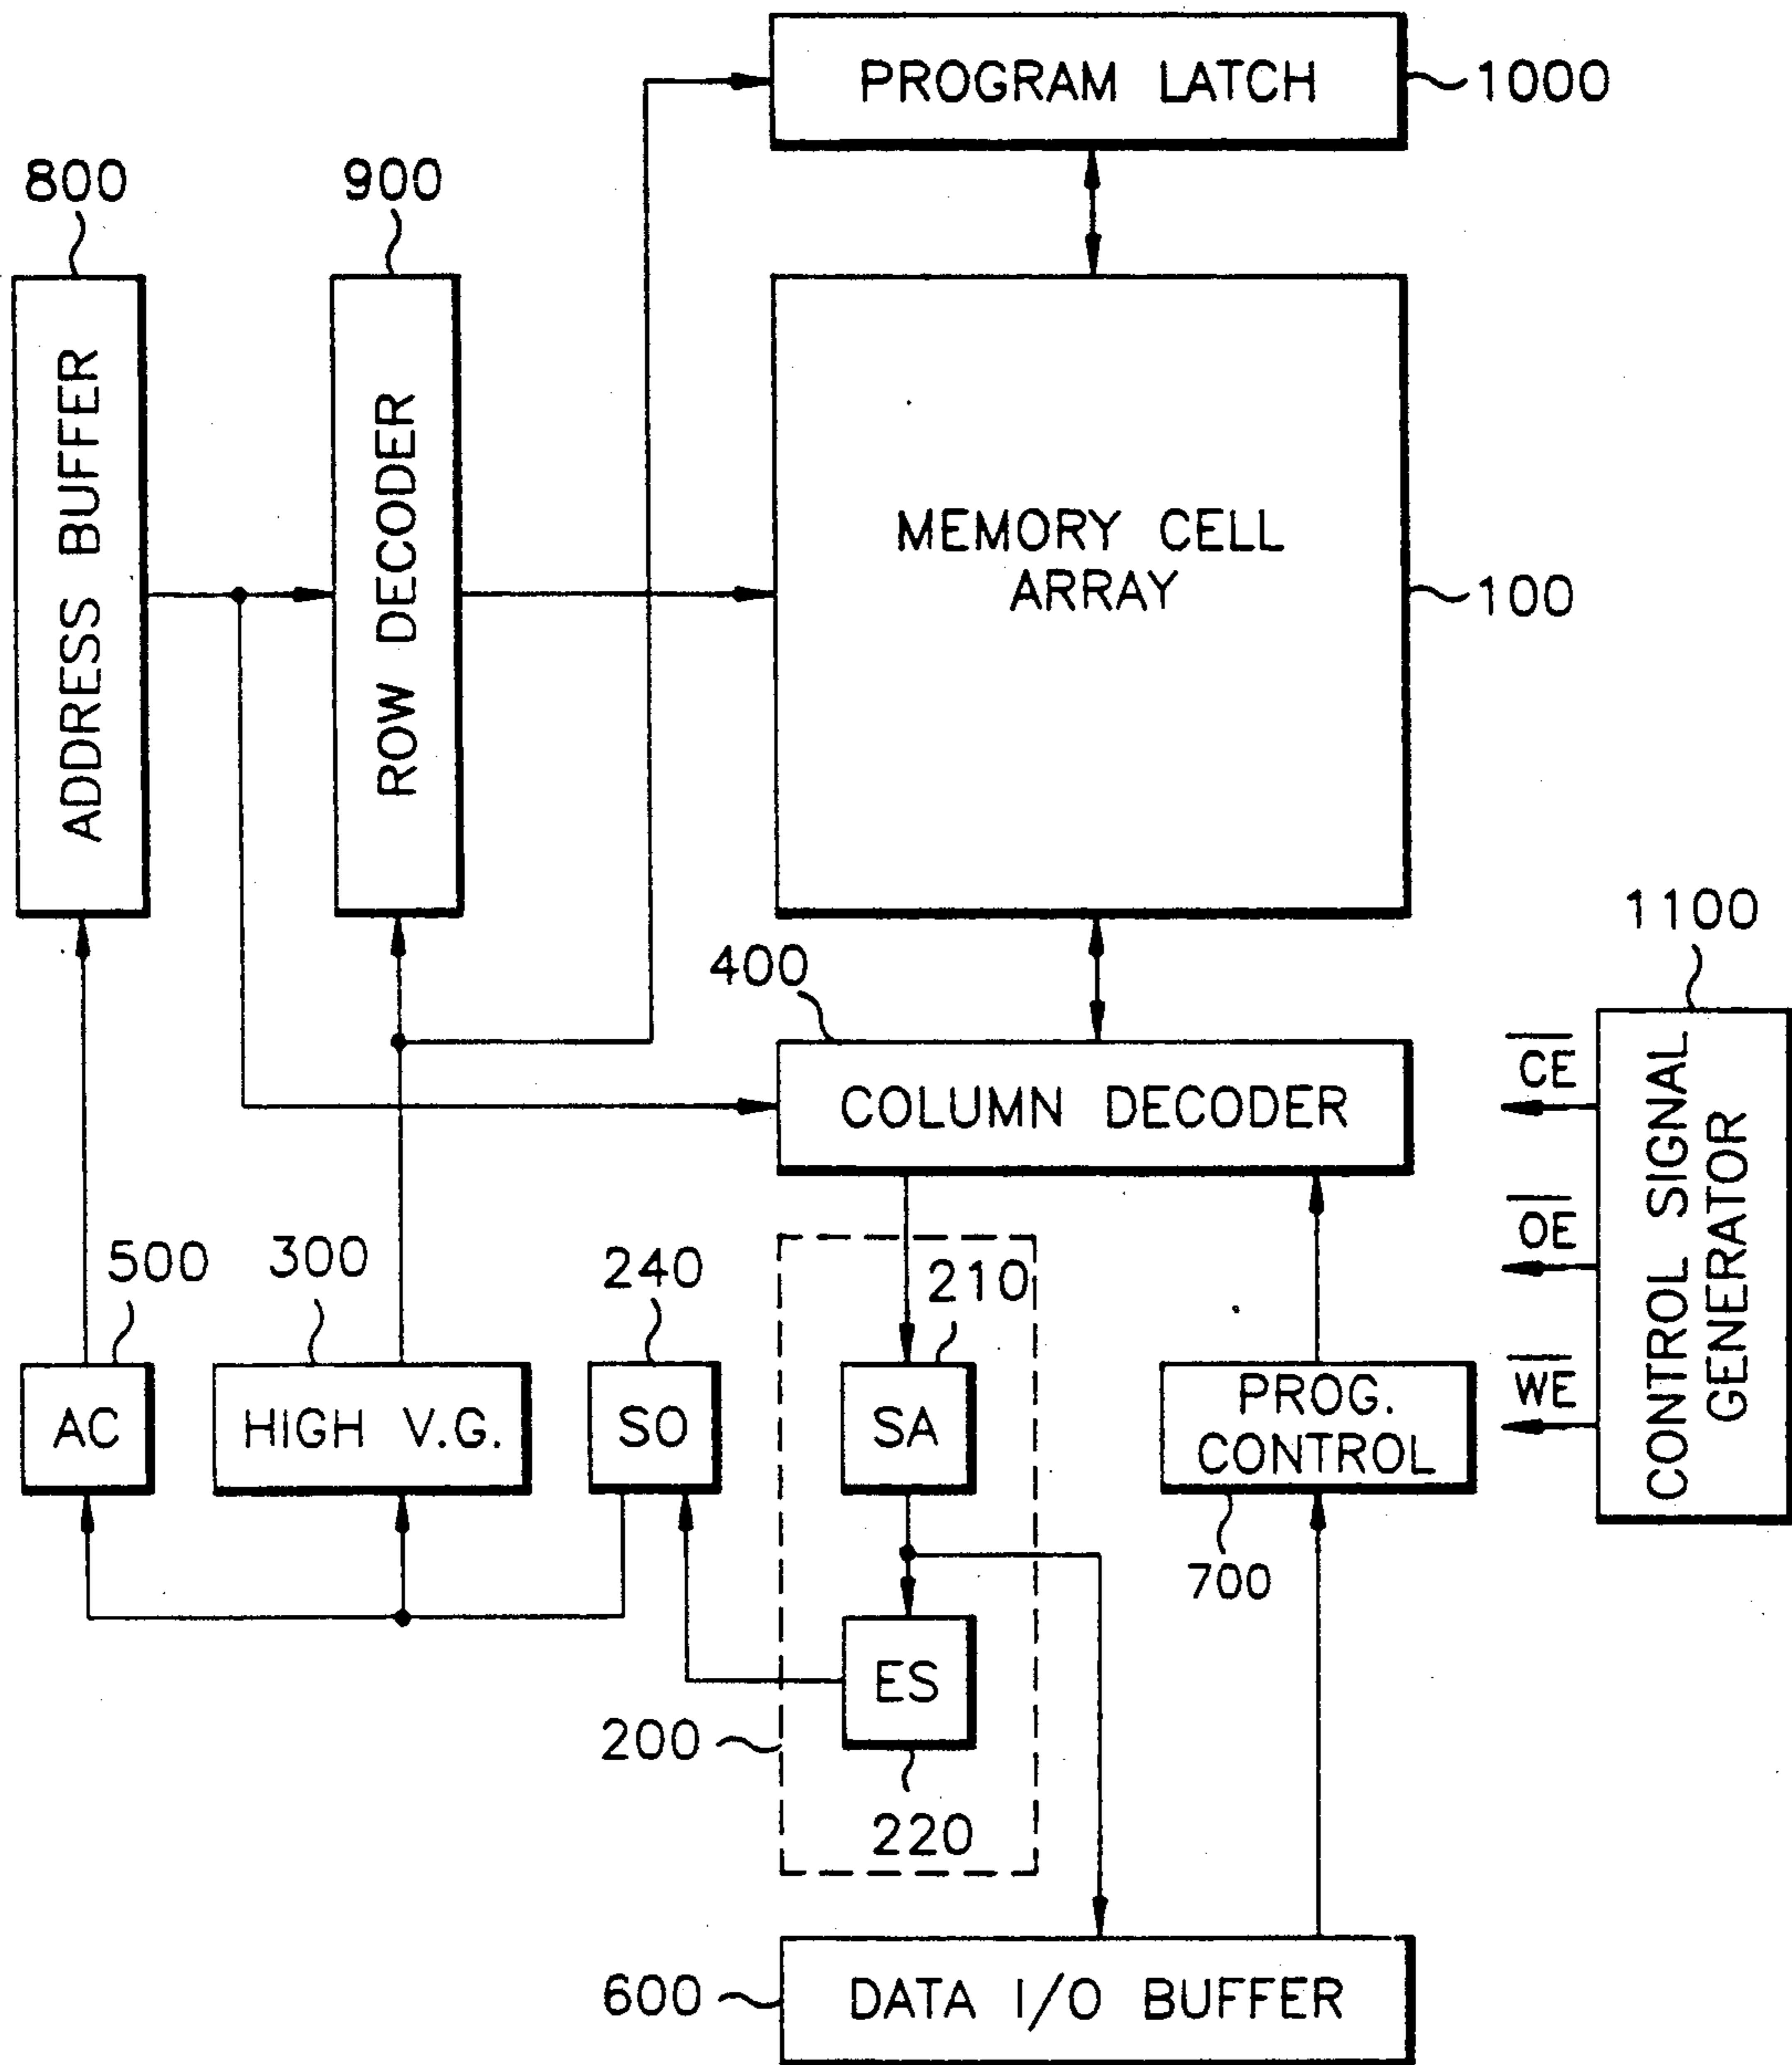 PROGRAM LATCH
1000
800
900
ADDRESS BUFFER
ROW DECODER
MEMORY CELL
ARRAY
100
400
COLUMN DECODER
1100
CONTROL SIGNAL
GENERATOR
CE
OE
WE
500
300
240
210
AC
HIGH V.G.
SO
SA
PROG.
CONTROL
700
ES
200
220
600
DATA I/O BUFFER